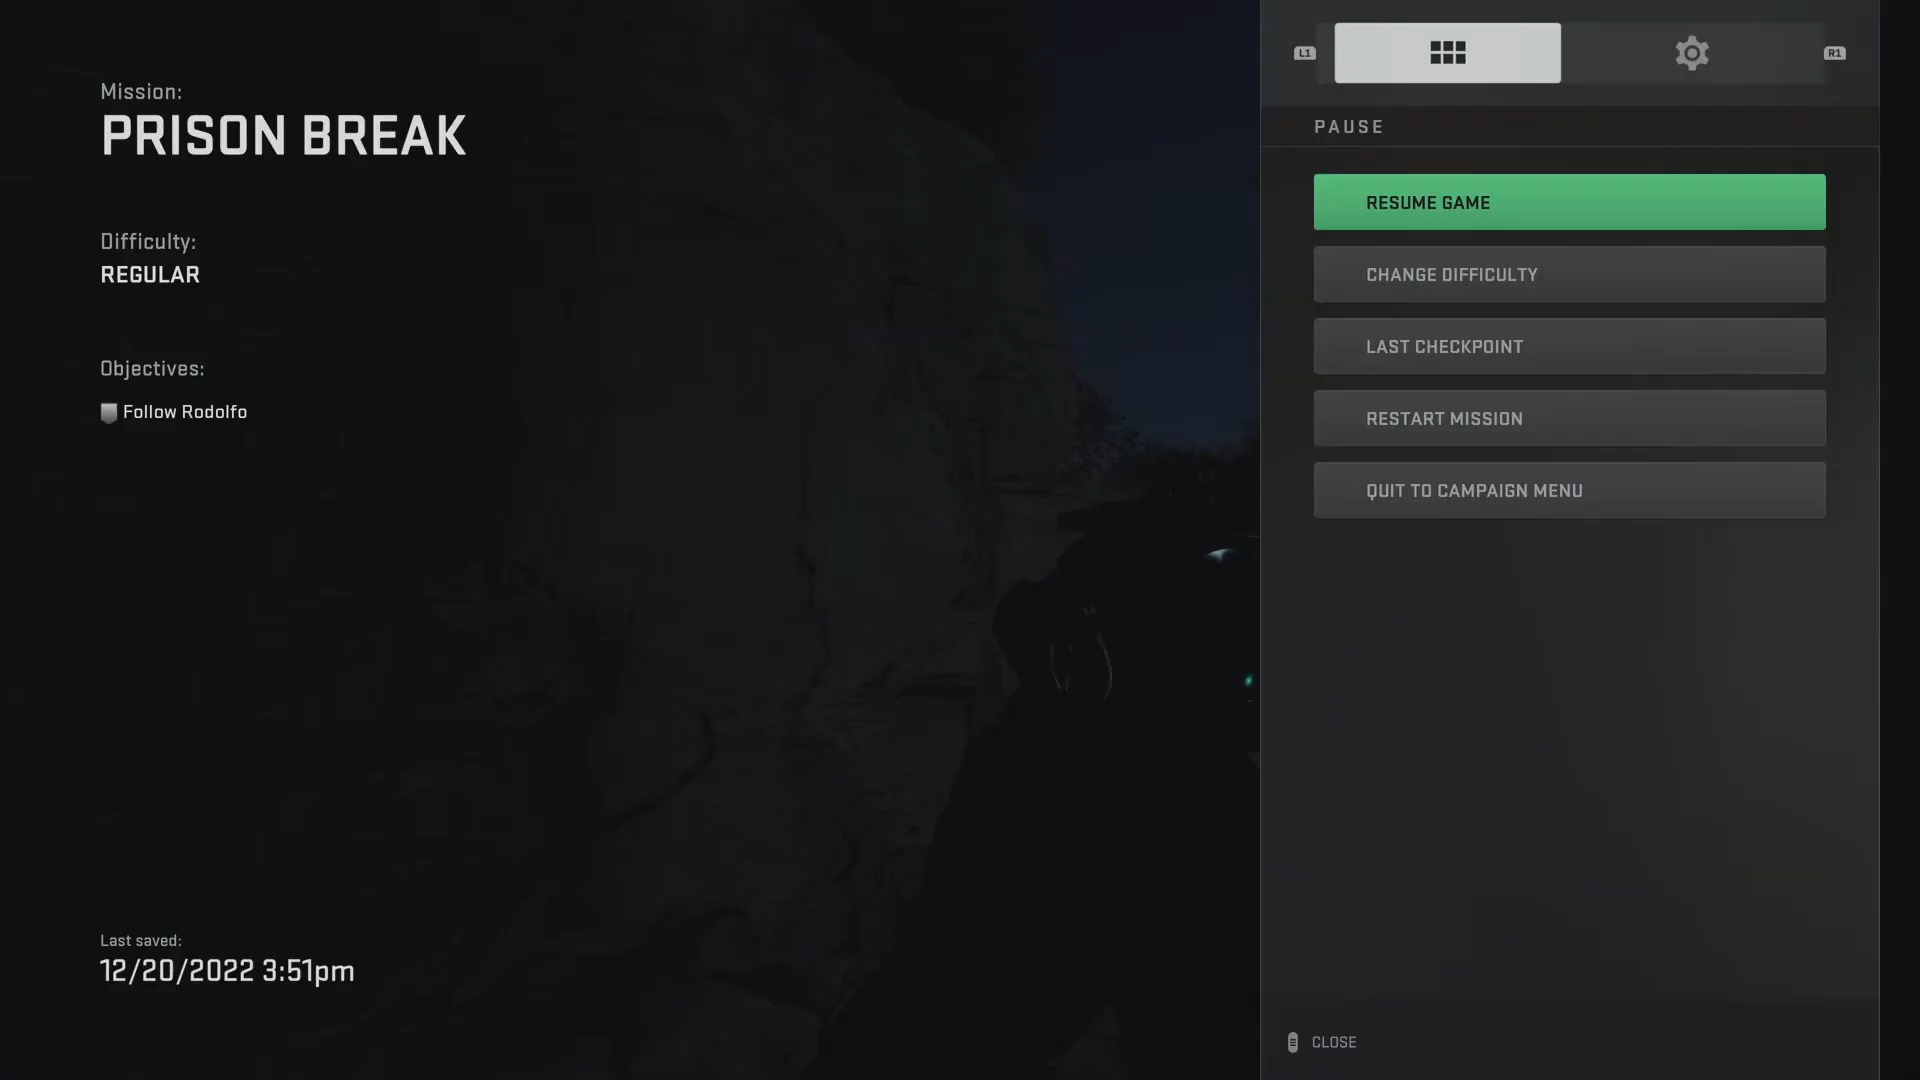 Mission:
PRISON BREAK
Difficulty:
REGULAR
Objectives:
Follow Rodolfo
Last saved:
12/20/2022 3:51pm
L1
R1
PAUSE
RESUME GAME
CHANGE DIFFICULTY
LAST CHECKPOINT
RESTART MISSION
QUIT TO CAMPAIGN MENU
CLOSE